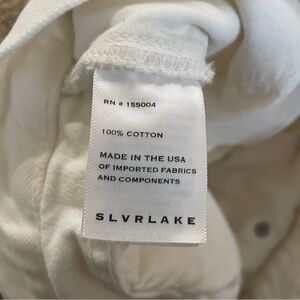 RN # 155004
100% COTTON
MADE IN THE USA
OF IMPORTED FABRICS
AND COMPONENTS
SLVRLAKE